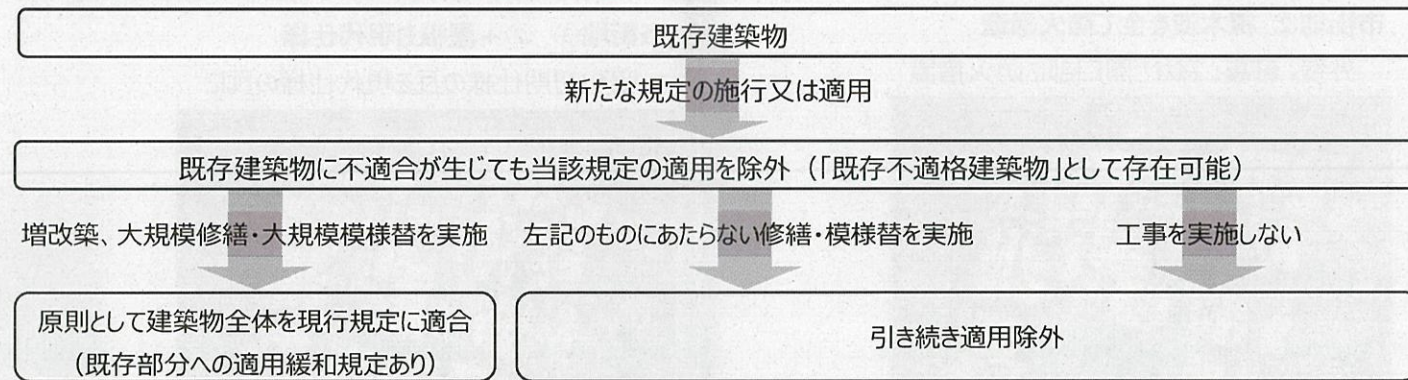 既存建築物
新たな規定の施行又は適用
既存建築物に不適合が生じても当該規定の適用を除外（「既存不適格建築物」として存在可能）
増改築、大規模修繕・大規模模様替を実施
左記のものにあたらない修繕・模様替を実施
工事を実施しない
原則として建築物全体を現行規定に適合
（既存部分への適用緩和規定あり）
引き続き適用除外